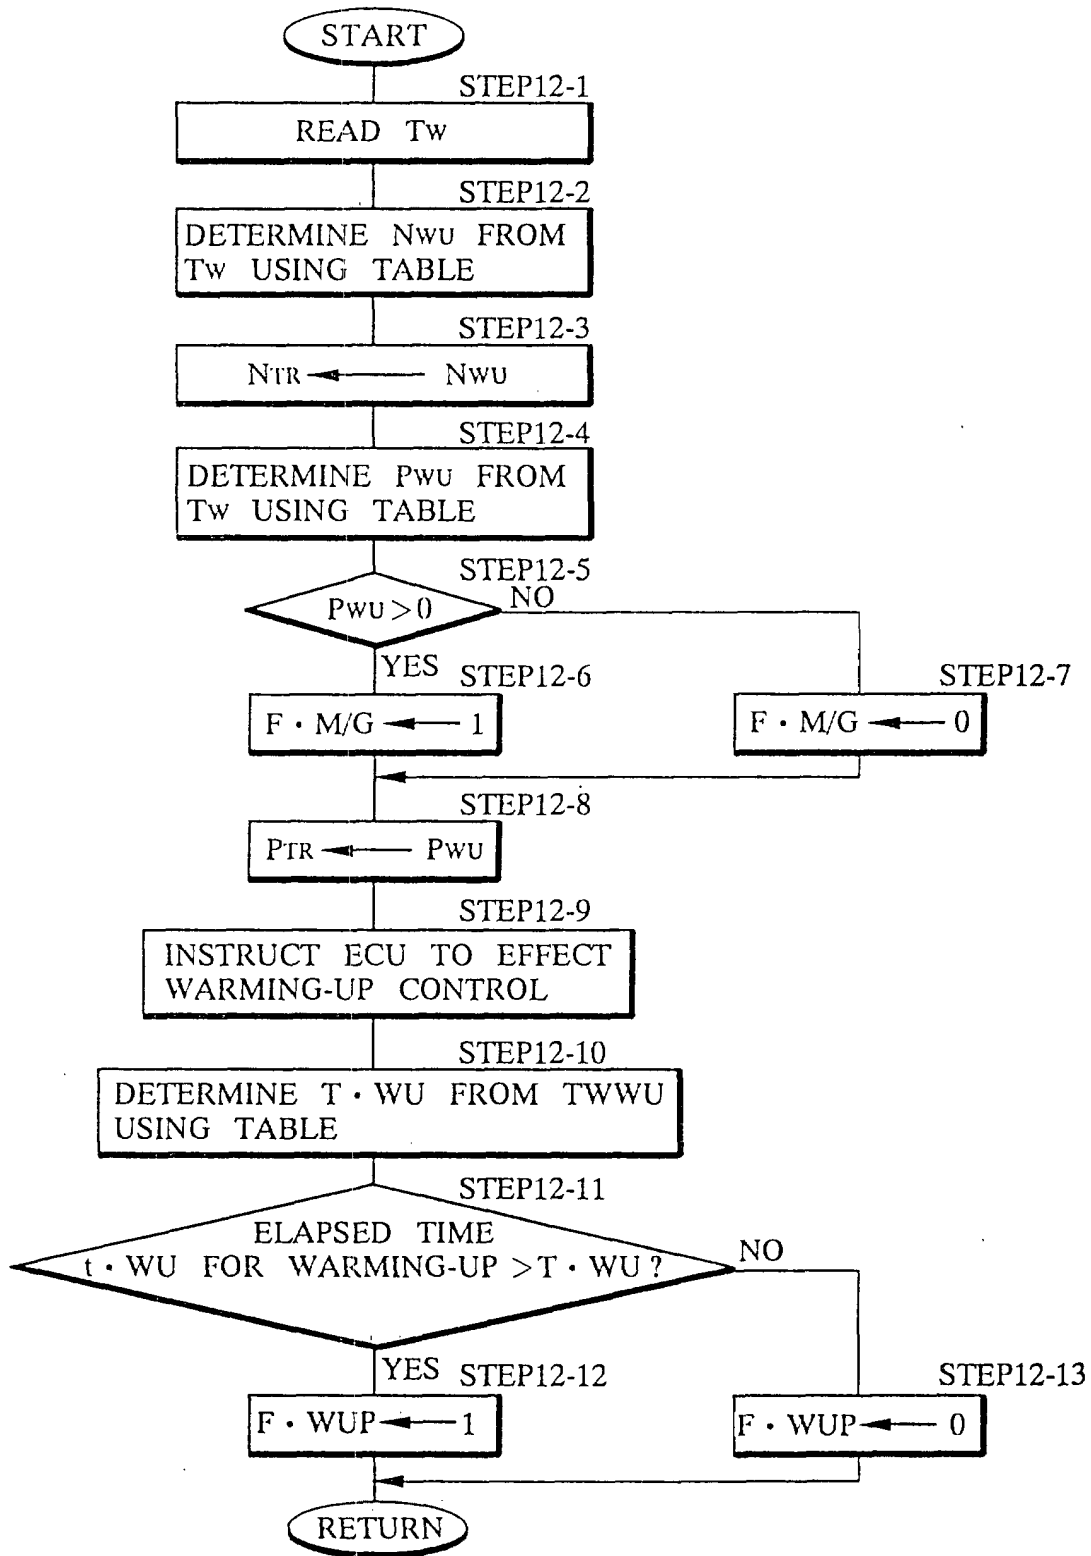 START
STEP12-1
READ Tw
STEP12-2
DETERMINE NWU FROM
Tw USING TABLE
STEP12-3
NTR NWU
STEP12-4
DETERMINE PWU FROM
Tw USING TABLE
STEP12-5
PWU>0
NO
YES
STEP12-6
STEP12-7
F・M/G 1
F・M/G 0
STEP12-8
PTR PWU
STEP12-9
INSTRUCT ECU TO EFFECT
WARMING-UP CONTROL
STEP12-10
DETERMINE T・WU FROM TWWU
USING TABLE
STEP12-11
ELAPSED TIME
t・WU FOR WARMING-UP >T・WU?
NO
YES
STEP12-12
STEP12-13
F・WUP 1
F・WUP 0
RETURN